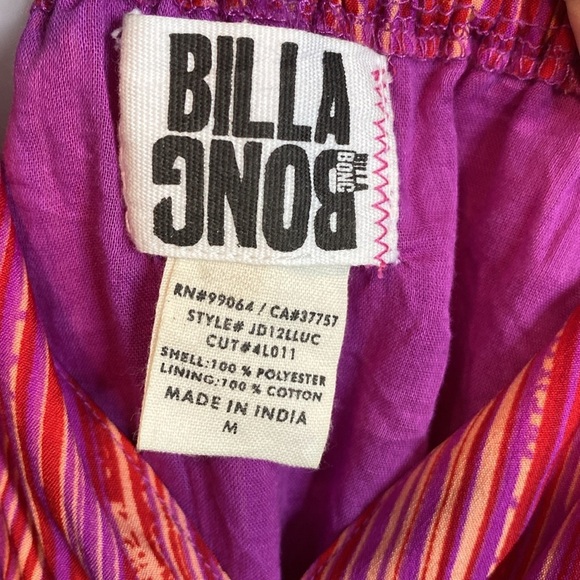 BILLA
BONG
BILLA
BONG
RN#99064 / CA#37757
STYLE# JD12LLUC
CUT#4L011
SHELL:100 % POLYESTER
LINING:100 % COTTON
MADE IN INDIA
M